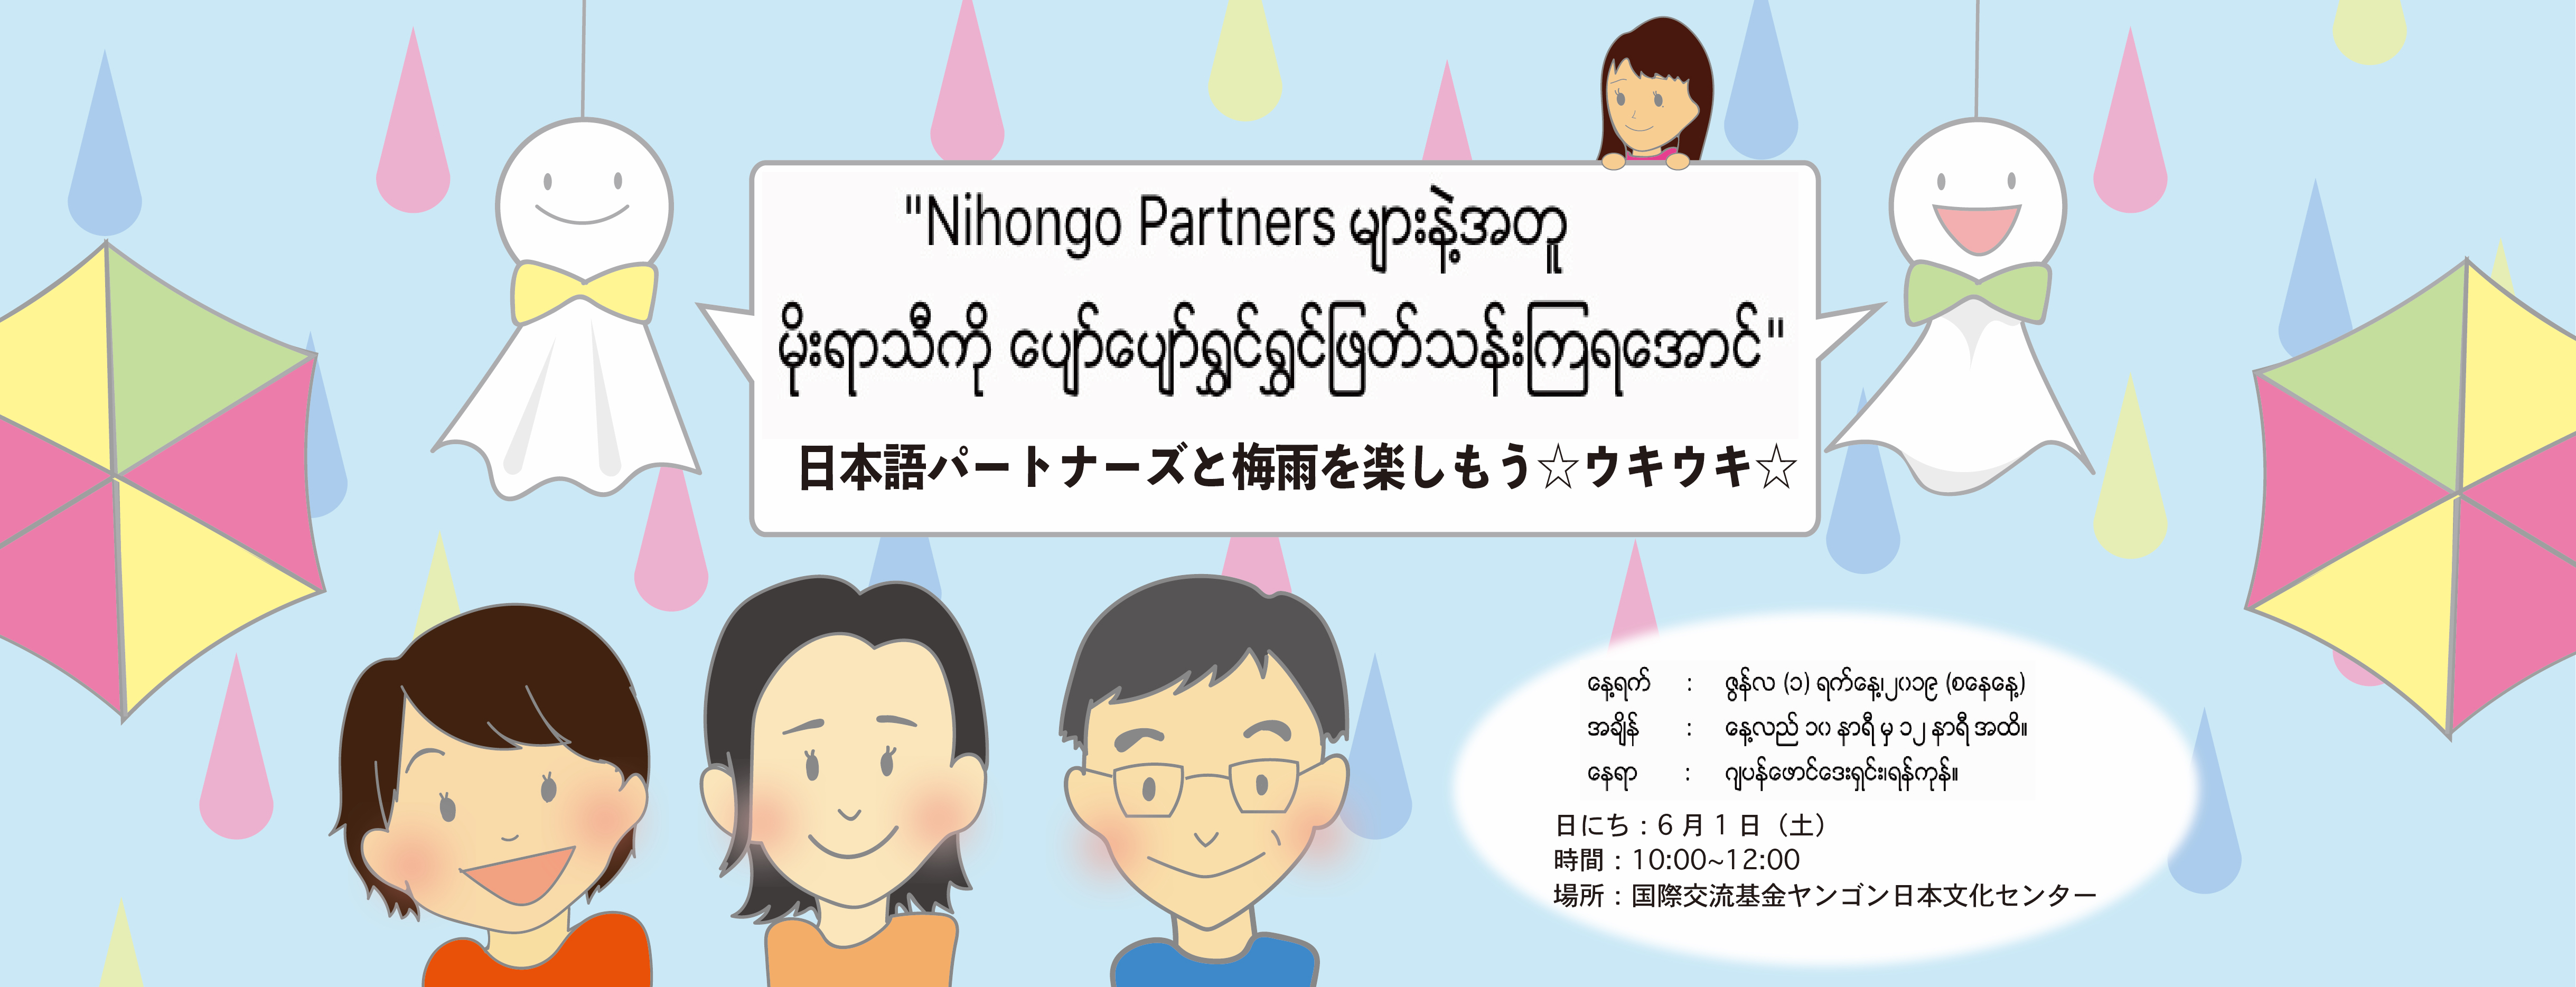 "Nihongo Partners များနဲ့အတူ
မိုးရာသီကို ပျော်ပျော်ရွှင်ရွှင်ဖြတ်သန်းကြရအောင်"
日本語パートナーズと梅雨を楽しもう☆ウキウキ☆
နေ့ရက် : ဇွန်လ (၁) ရက်နေ့၊၂၀၁၉ (စနေနေ့)
အချိန် : နေ့လည် ၁၀ နာရီ မှ ၁၂ နာရီ အထိ။
နေရာ : ဂျပန်ဖောင်ဒေးရှင်း၊ရန်ကုန်။
日にち：6 月 1 日（土）
時間：10:00~12:00
場所：国際交流基金ヤンゴン日本文化センター